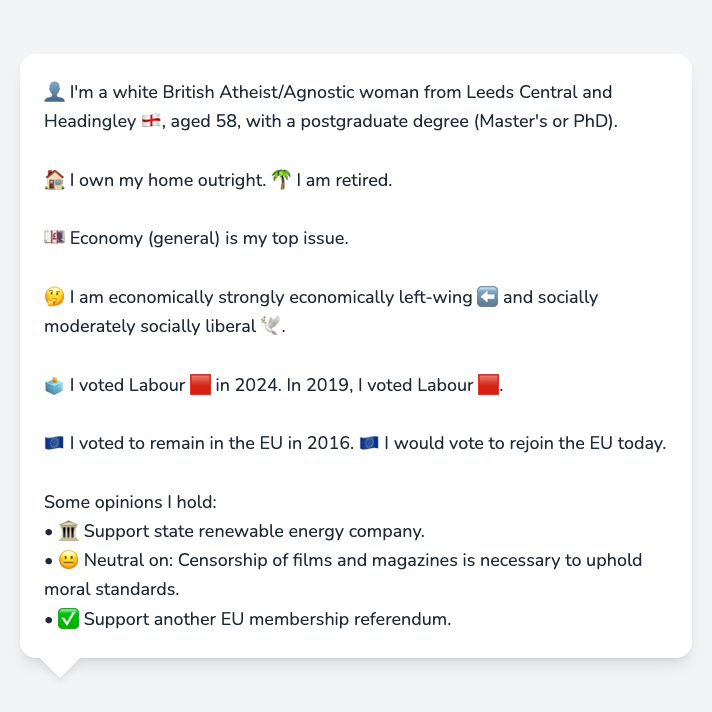 👤 I'm a white British Atheist/Agnostic woman from Leeds Central and
Headingley 🏴󠁧󠁢󠁥󠁮󠁧󠁿, aged 58, with a postgraduate degree (Master's or PhD).
🏠 I own my home outright. 🌴 I am retired.
💷 Economy (general) is my top issue.
🤔 I am economically strongly economically left-wing ⬅️ and socially
moderately socially liberal 🕊️.
🗳️ I voted Labour 🟥 in 2024. In 2019, I voted Labour 🟥.
🇪🇺 I voted to remain in the EU in 2016. 🇪🇺 I would vote to rejoin the EU today.
Some opinions I hold:
• 🏛️ Support state renewable energy company.
• 😐 Neutral on: Censorship of films and magazines is necessary to uphold
moral standards.
• ✅ Support another EU membership referendum.